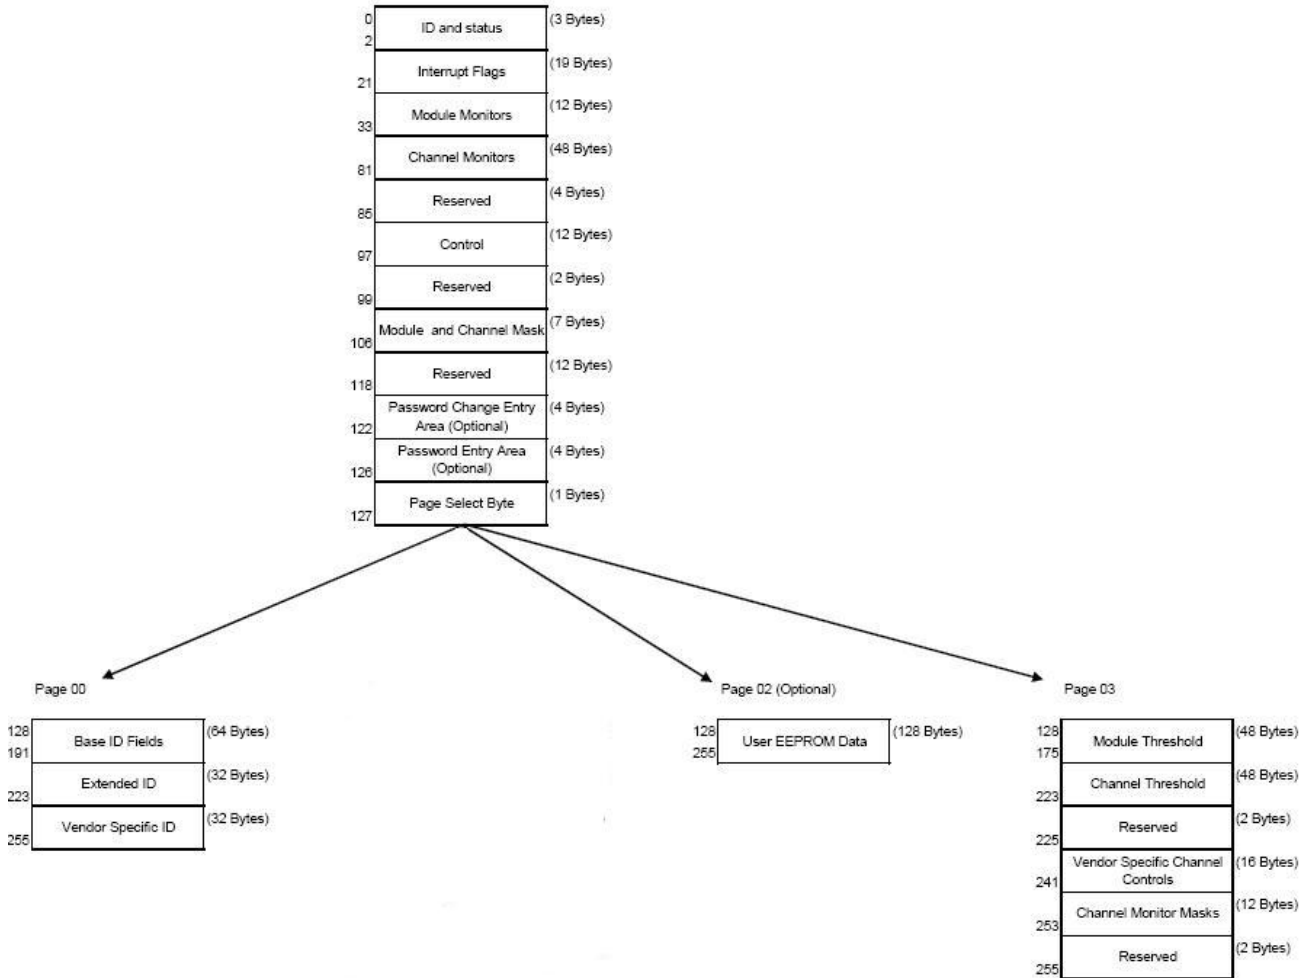 0
ID and status
(3 Bytes)
2
Interrupt Flags
(19 Bytes)
21
Module Monitors
(12 Bytes)
33
Channel Monitors
(48 Bytes)
81
Reserved
(4 Bytes)
85
Control
(12 Bytes)
97
Reserved
(2 Bytes)
99
Module and Channel Mask
(7 Bytes)
106
Reserved
(12 Bytes)
118
Password Change Entry
Area (Optional)
(4 Bytes)
122
Password Entry Area
(Optional)
(4 Bytes)
126
Page Select Byte
(1 Bytes)
127
Page 00
128
Base ID Fields
(64 Bytes)
191
Extended ID
(32 Bytes)
223
Vendor Specific ID
(32 Bytes)
255
Page 02 (Optional)
128
User EEPROM Data
(128 Bytes)
255
Page 03
128
Module Threshold
(48 Bytes)
175
Channel Threshold
(48 Bytes)
223
Reserved
(2 Bytes)
225
Vendor Specific Channel
Controls
(16 Bytes)
241
Channel Monitor Masks
(12 Bytes)
253
Reserved
(2 Bytes)
255